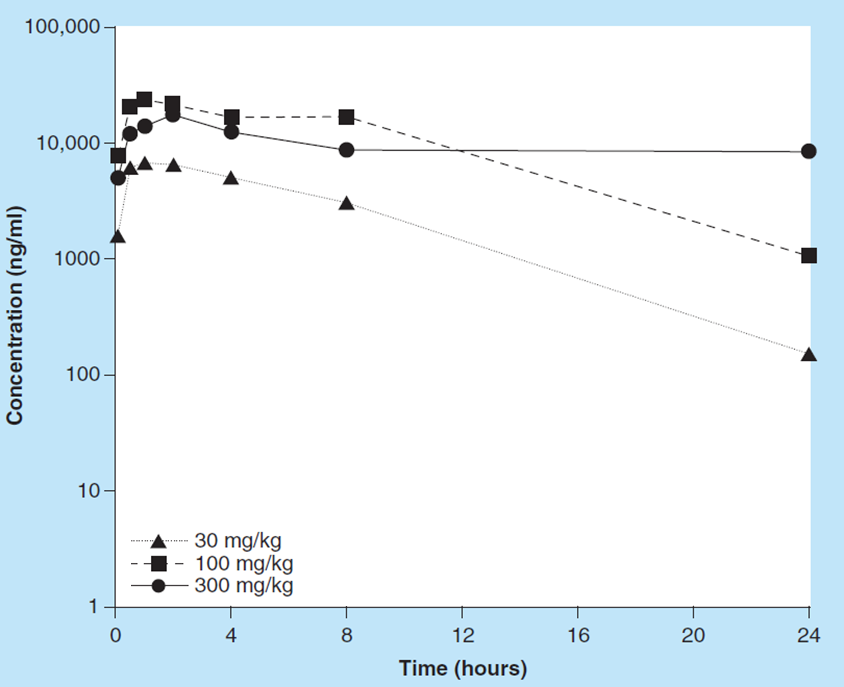 100,000
10,000
1000
100
10
1
Concentration (ng/ml)
30 mg/kg
100 mg/kg
300 mg/kg
0 4 8 12 16 20 24
Time (hours)